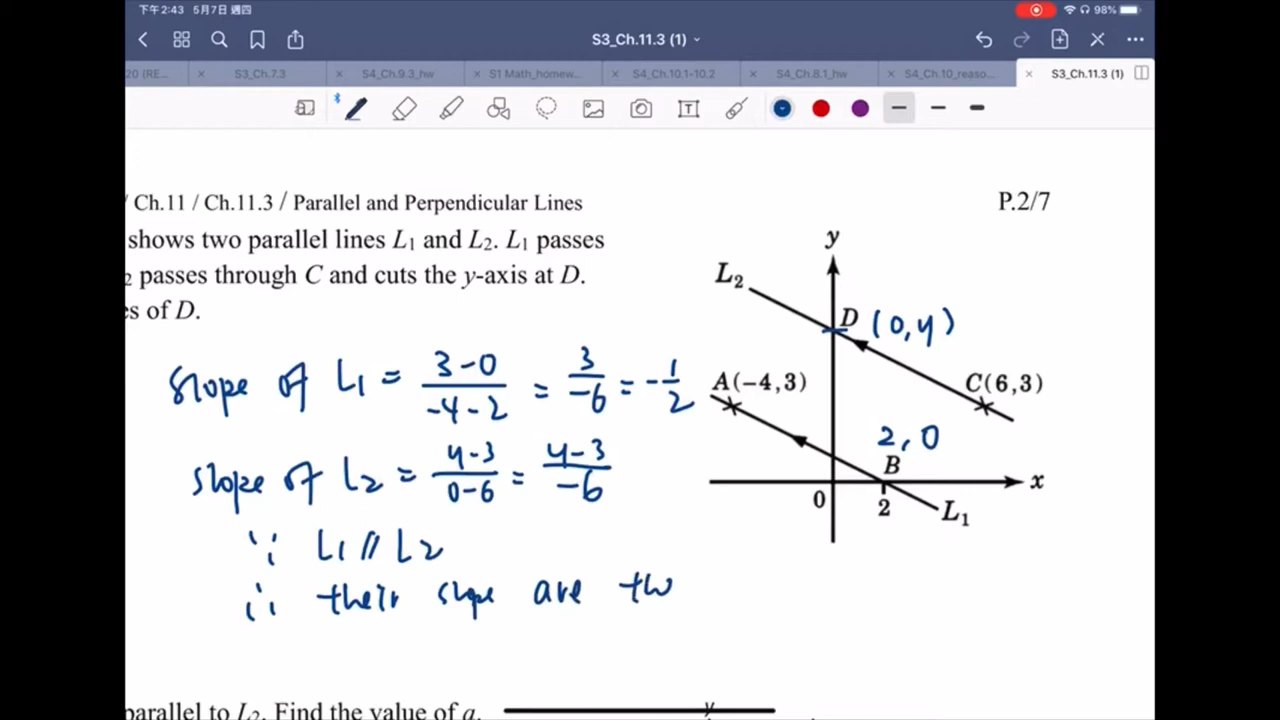 下午2:43 5月7日 週四
98%
S3_Ch.11.3 (1)
20 (RE... S3_Ch.7.3 S4_Ch.9.3_hw S1 Math_homew... S4_Ch.10.1-10.2 S4_Ch.8.1_hw S4_Ch.10_reaso... S3_Ch.11.3 (1)
/ Ch.11 / Ch.11.3 / Parallel and Perpendicular Lines P.2/7
shows two parallel lines L₁ and L₂. L₁ passes
₂ passes through C and cuts the y-axis at D.
es of D.
slope of L₁ = (3-0)/(-4-2) = 3/-6 = -1/2
slope of L₂ = (y-3)/(0-6) = (y-3)/-6
∵ L₁ // L₂
∴ their slope are the
y
L₂
D (0,y)
A(−4,3)
C(6,3)
2,0
B
x
0
2
L₁
parallel to L₂. Find the value of a.
y